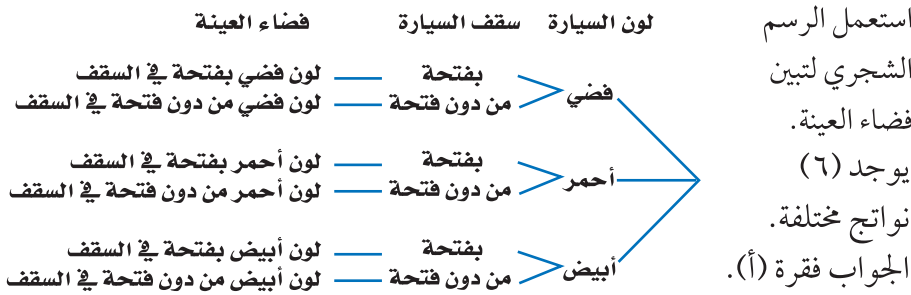 استعمل الرسم
الشجري لتبين
فضاء العينة.
يوجد (٦)
نواتج مختلفة.
الجواب فقرة (أ).
لون السيارة سقف السيارة فضاء العينة
فضي بفتحة لون فضي بفتحة في السقف
من دون فتحة لون فضي من دون فتحة في السقف
أحمر بفتحة لون أحمر بفتحة في السقف
من دون فتحة لون أحمر من دون فتحة في السقف
أبيض بفتحة لون أبيض بفتحة في السقف
من دون فتحة لون أبيض من دون فتحة في السقف